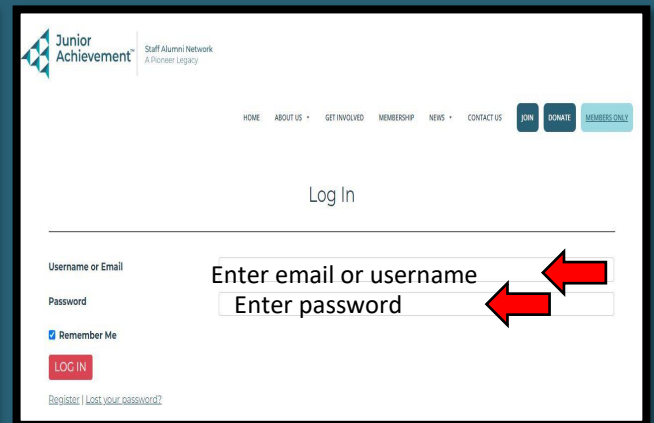 Junior
Achievement™
Staff Alumni Network
A Pioneer Legacy
HOME ABOUT US GET INVOLVED MEMBERSHIP NEWS CONTACT US JOIN DONATE MEMBERS ONLY
Log In
Username or Email
Enter email or username
Password
Enter password
Remember Me
LOG IN
Register | Lost your password?